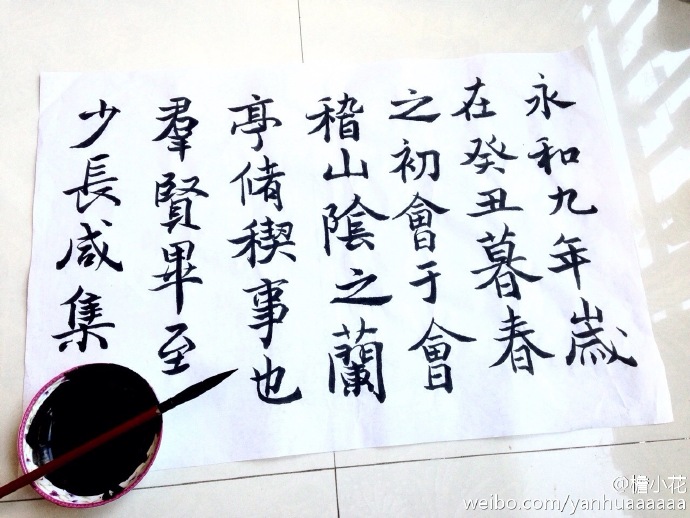 永和九年歲
在癸丑暮春
之初會于會
稽山陰之蘭
亭脩稧事也
羣賢畢至
少長咸集
@檐小花
weibo.com/yanhuaaaaaa